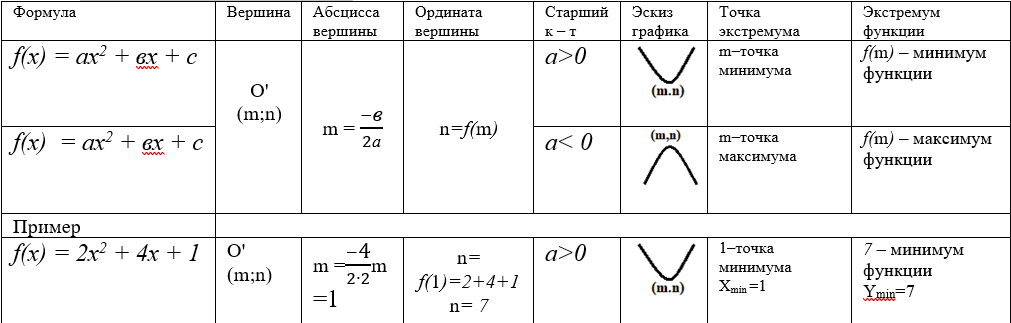 Формула
Вершина
Абсцисса
вершины
Ордината
вершины
Старший
к – т
Эскиз
графика
Точка
экстремума
Экстремум
функции
f(x) = ax² + вx + c
O'
(m;n)
m = −в/2a
n=f(m)
a>0
(m.n)
m–точка
минимума
f(m) – минимум
функции
f(x) = ax² + вx + c
a< 0
(m,n)
m–точка
максимума
f(m) – максимум
функции
Пример
f(x) = 2x² + 4x + 1
O'
(m;n)
m =−4/2·2m
=1
n=
f(1)=2+4+1
n= 7
a>0
(m.n)
1–точка
минимума
Xmin =1
7 – минимум
функции
Ymin=7